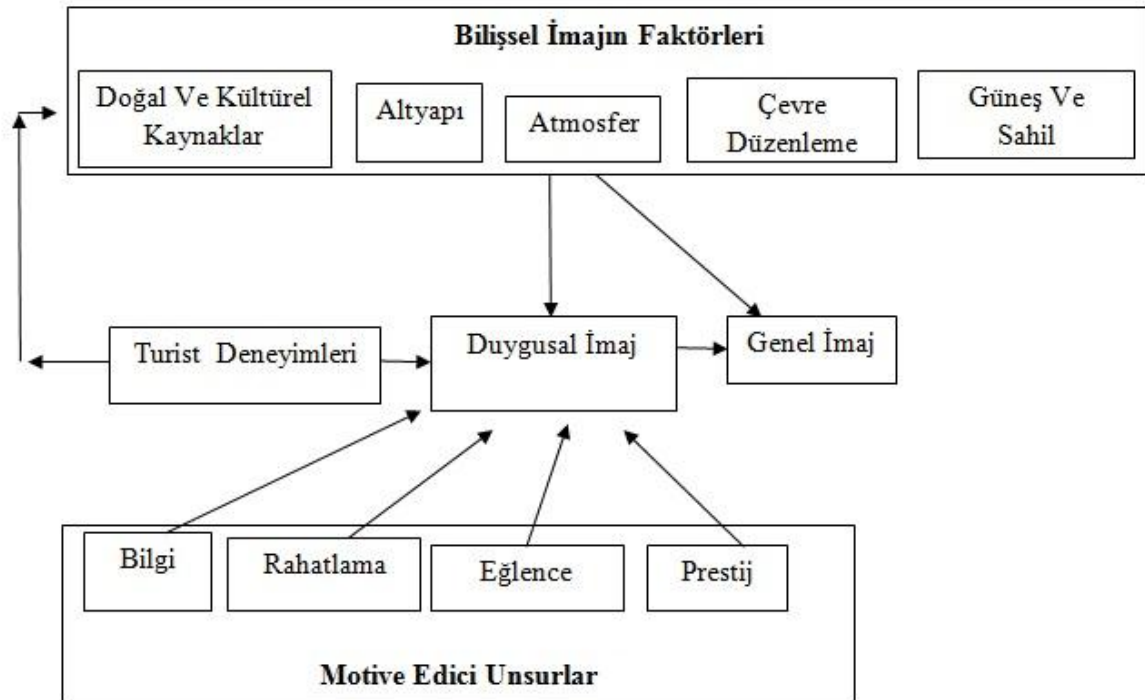 Bilişsel İmajın Faktörleri
Doğal Ve Kültürel
Kaynaklar
Altyapı
Atmosfer
Çevre
Düzenleme
Güneş Ve
Sahil
Turist Deneyimleri
Duygusal İmaj
Genel İmaj
Bilgi
Rahatlama
Eğlence
Prestij
Motive Edici Unsurlar